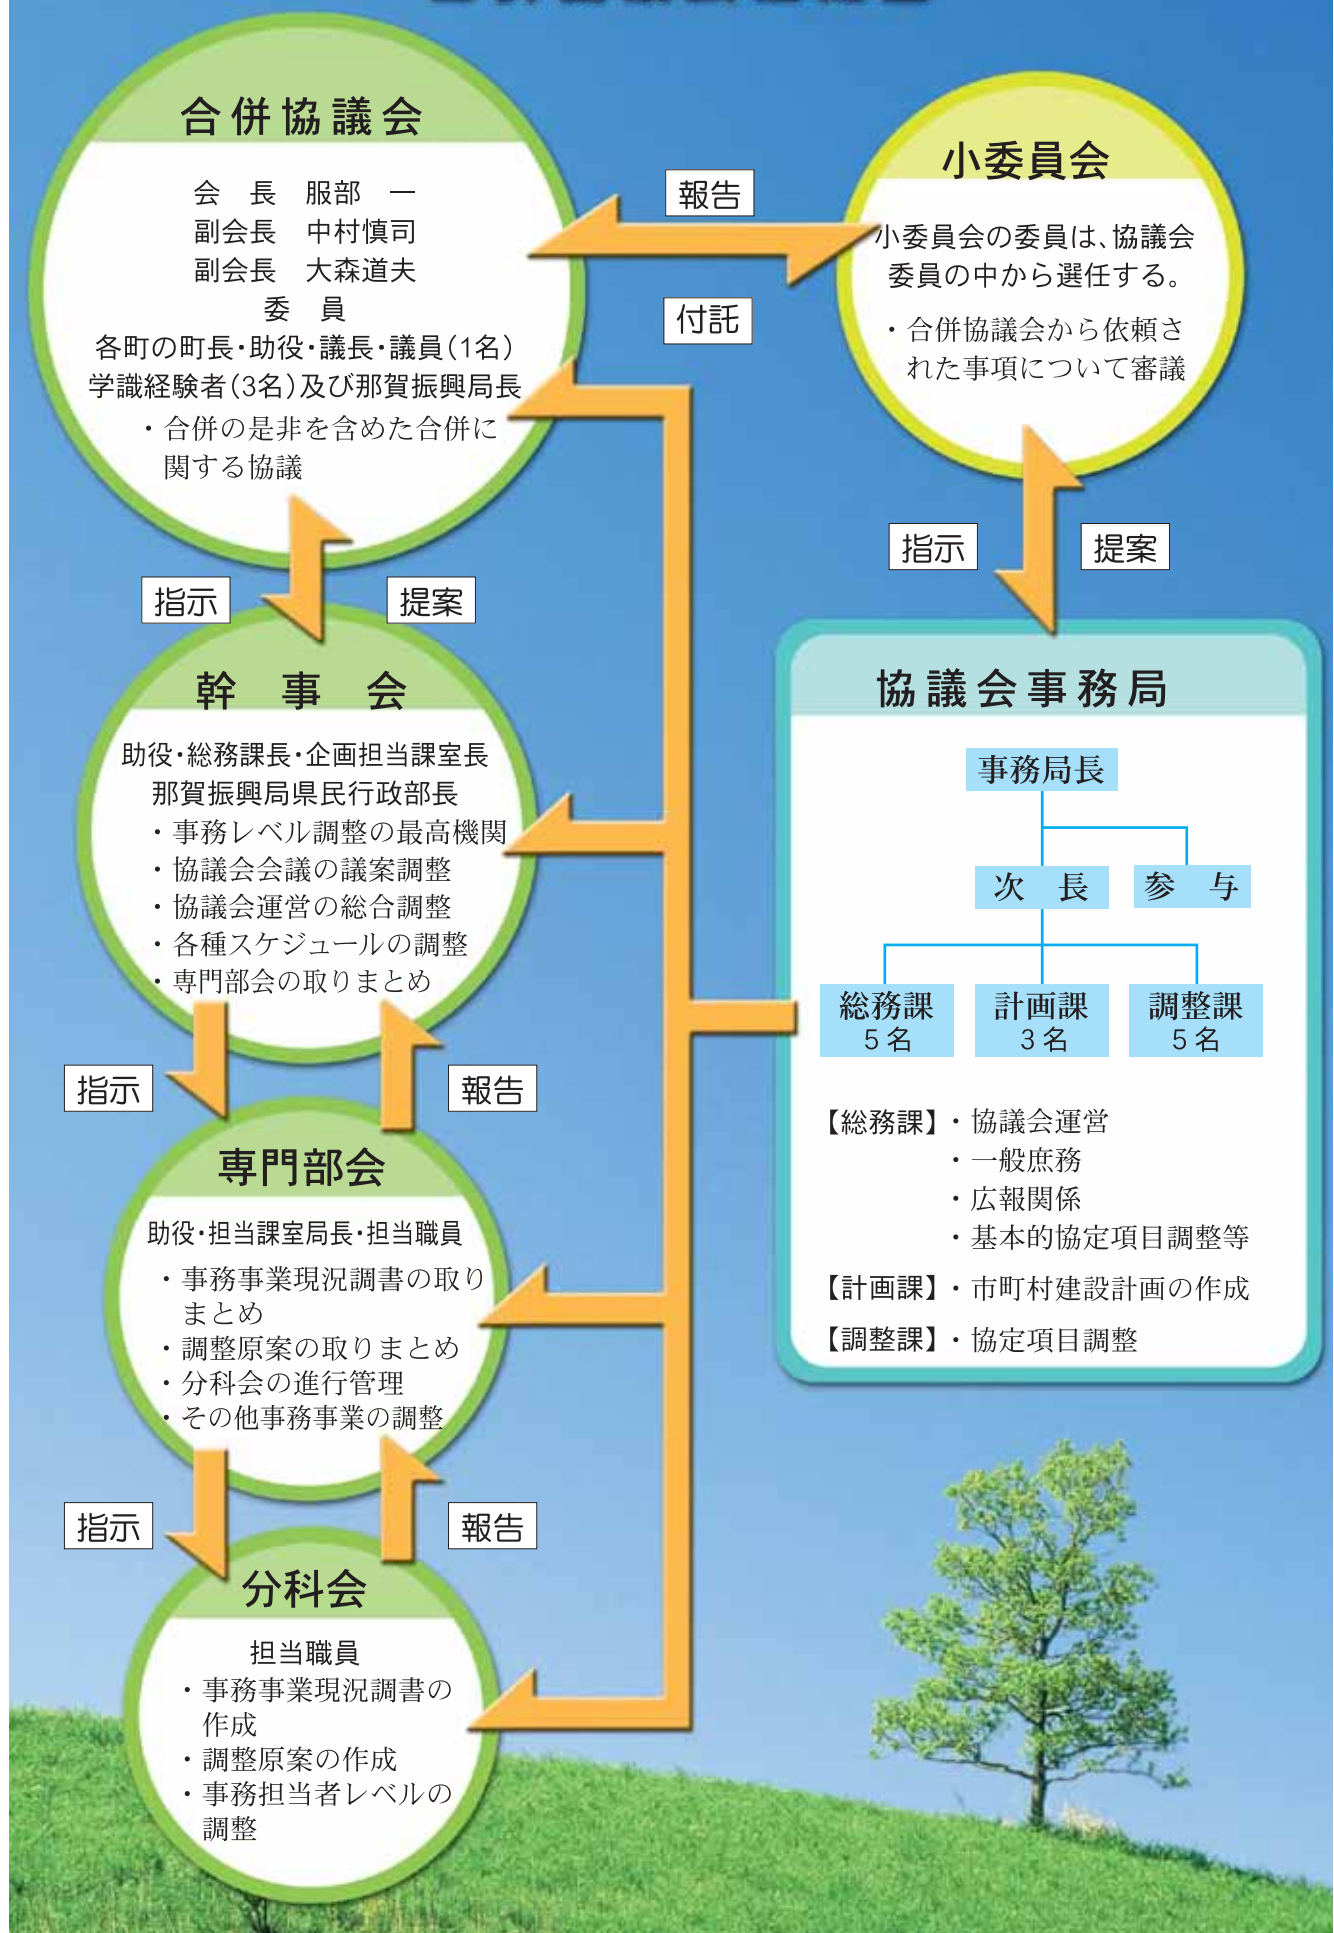 合併協議会
会　長　服部　一
副会長　中村慎司
副会長　大森道夫
委　員
各町の町長・助役・議長・議員(1名)
学識経験者(3名)及び那賀振興局長
・合併の是非を含めた合併に
関する協議
報告
付託
小委員会
小委員会の委員は、協議会
委員の中から選任する。
・合併協議会から依頼さ
れた事項について審議
指示
提案
指示
提案
幹　事　会
助役・総務課長・企画担当課室長
那賀振興局県民行政部長
・事務レベル調整の最高機関
・協議会会議の議案調整
・協議会運営の総合調整
・各種スケジュールの調整
・専門部会の取りまとめ
指示
報告
専門部会
助役・担当課室局長・担当職員
・事務事業現況調書の取り
まとめ
・調整原案の取りまとめ
・分科会の進行管理
・その他事務事業の調整
指示
報告
分科会
担当職員
・事務事業現況調書の
作成
・調整原案の作成
・事務担当者レベルの
調整
協議会事務局
事務局長
次　長
参　与
総務課
5名
計画課
3名
調整課
5名
【総務課】・協議会運営
・一般庶務
・広報関係
・基本的協定項目調整等
【計画課】・市町村建設計画の作成
【調整課】・協定項目調整